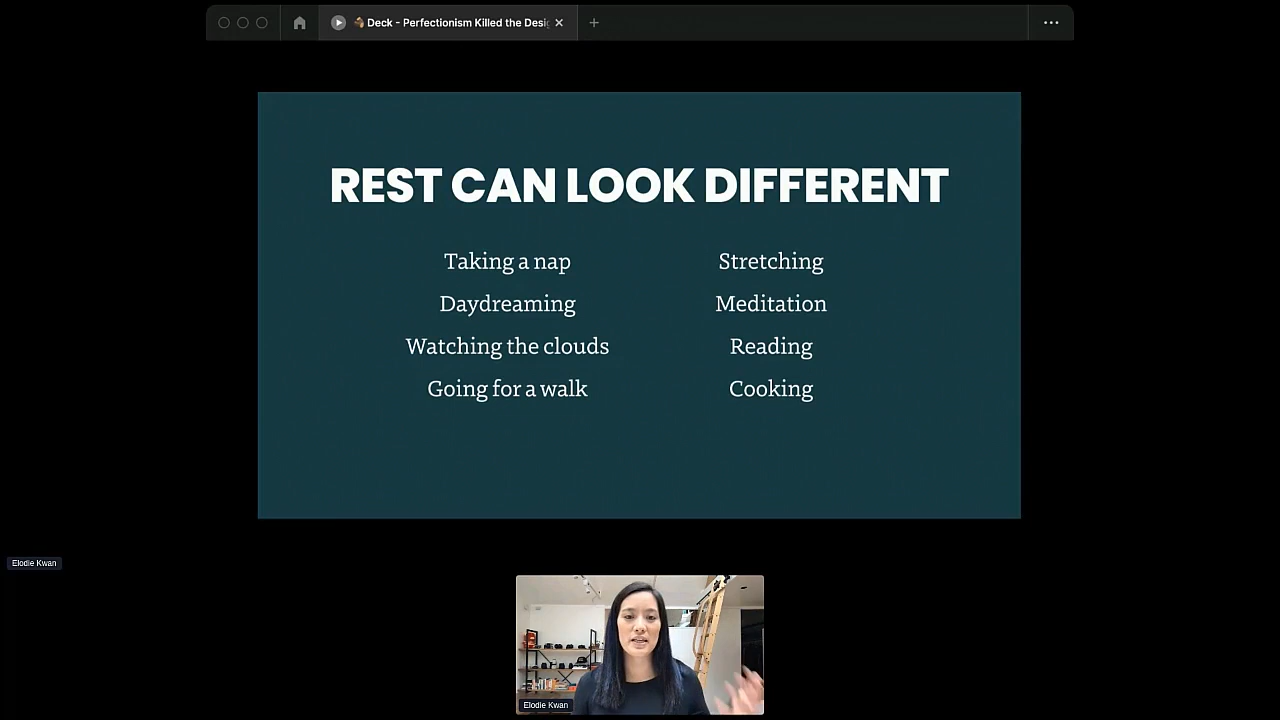 Deck - Perfectionism Killed the Desi
REST CAN LOOK DIFFERENT
Taking a nap
Daydreaming
Watching the clouds
Going for a walk
Stretching
Meditation
Reading
Cooking
Elodie Kwan
Elodie Kwan